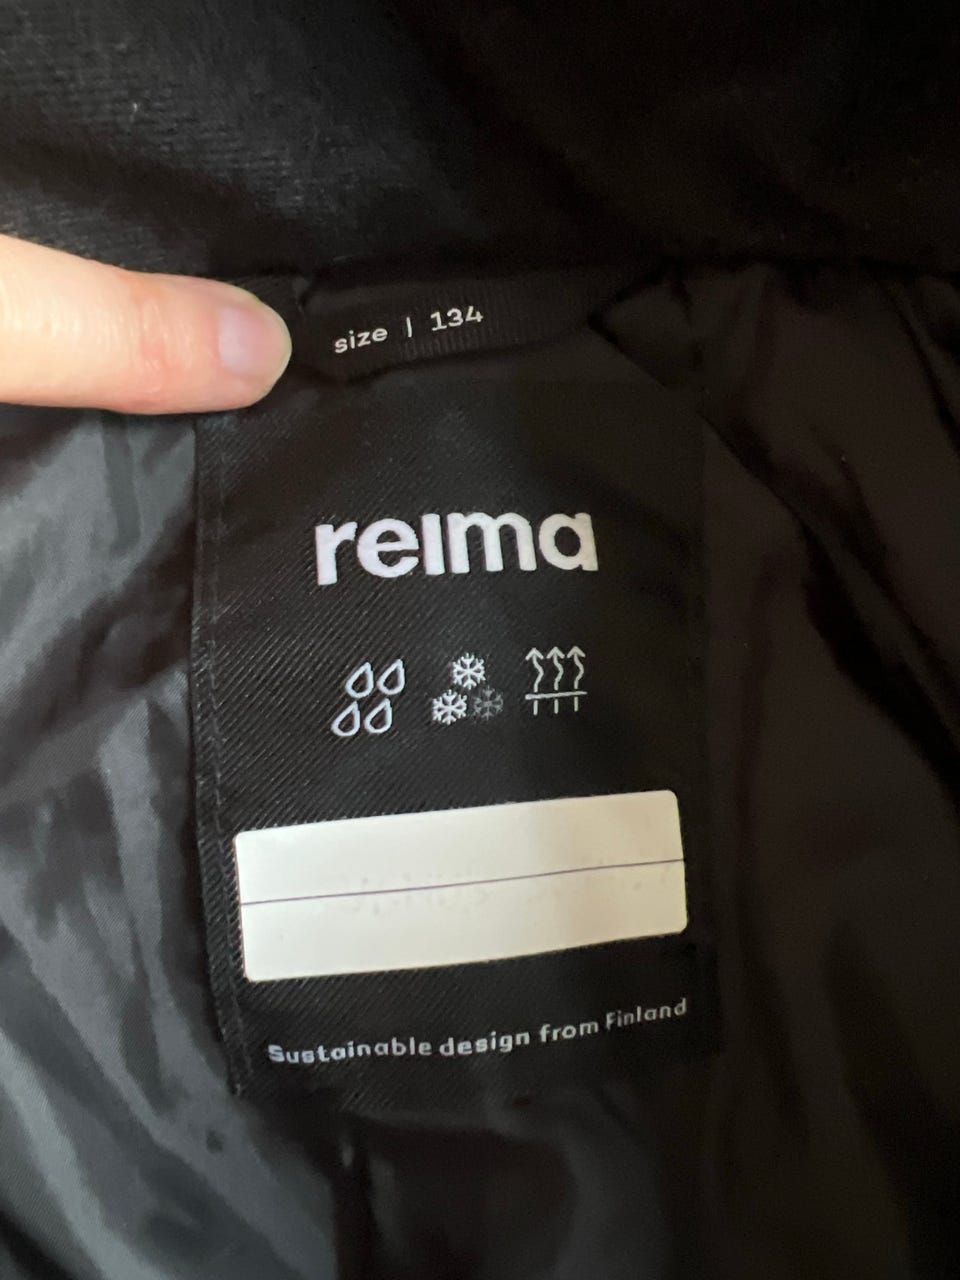 size | 134
reima
Sustainable design from Finland